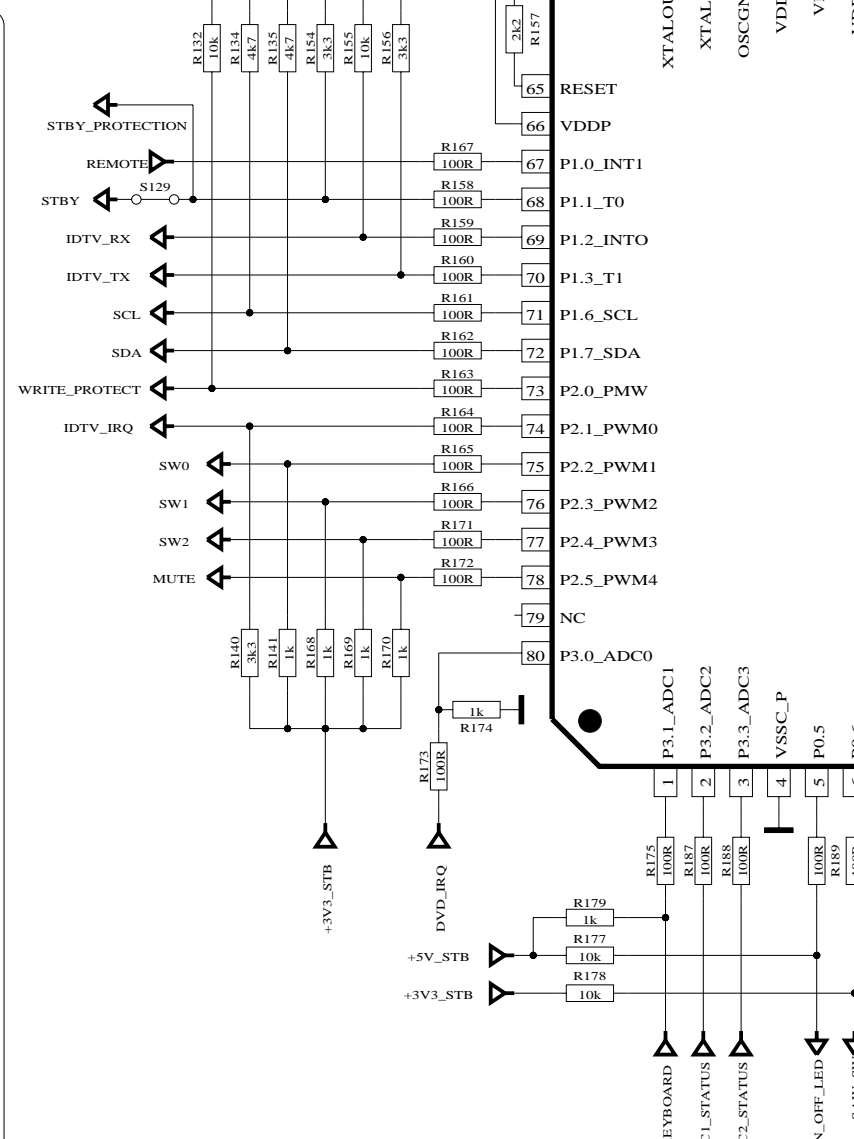 R132 10k
R134 4k7
R135 4k7
R154 3k3
R155 10k
R156 3k3
2k2 R157
OSCGN
65 RESET
STBY_PROTECTION
66 VDDP
REMOTE R167 100R 67 P1.0_INT1
STBY S129 R158 100R 68 P1.1_T0
IDTV_RX R159 100R 69 P1.2_INTO
IDTV_TX R160 100R 70 P1.3_T1
SCL R161 100R 71 P1.6_SCL
SDA R162 100R 72 P1.7_SDA
WRITE_PROTECT R163 100R 73 P2.0_PMW
IDTV_IRQ R164 100R 74 P2.1_PWM0
SW0 R165 100R 75 P2.2_PWM1
SW1 R166 100R 76 P2.3_PWM2
SW2 R171 100R 77 P2.4_PWM3
MUTE R172 100R 78 P2.5_PWM4
79 NC
R140 3k3
R141 1k
R168 1k
R169 1k
R170 1k
80 P3.0_ADC0
1k
R174
R173 100R
P3.1_ADC1
P3.2_ADC2
P3.3_ADC3
VSSC_P
P0.5
1
2
3
4
5
R175 100R
R187 100R
R188 100R
100R R189
+3V3_STB
DVD_IRQ
R179
1k
+5V_STB R177
10k
+3V3_STB R178
10k
EYBOARD
C1_STATUS
C2_STATUS
N_OFF_LED